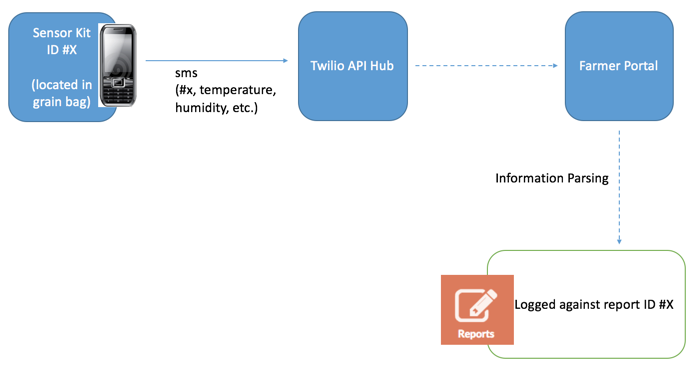 Sensor Kit
ID #X
(located in
grain bag)
sms
(#x, temperature,
humidity, etc.)
Twilio API Hub
Farmer Portal
Information Parsing
Logged against report ID #X
Reports